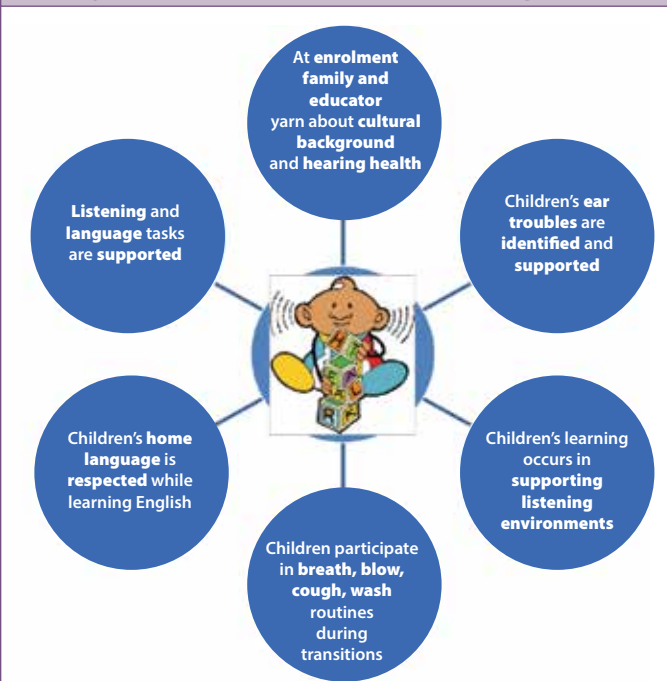 At enrolment
family and
educator
yarn about cultural
background
and hearing health
Children's ear
troubles are
identified and
supported
Children's learning
occurs in
supporting
listening
environments
Children participate
in breath, blow,
cough, wash
routines
during
transitions
Children's home
language is
respected while
learning English
Listening and
language tasks
are supported